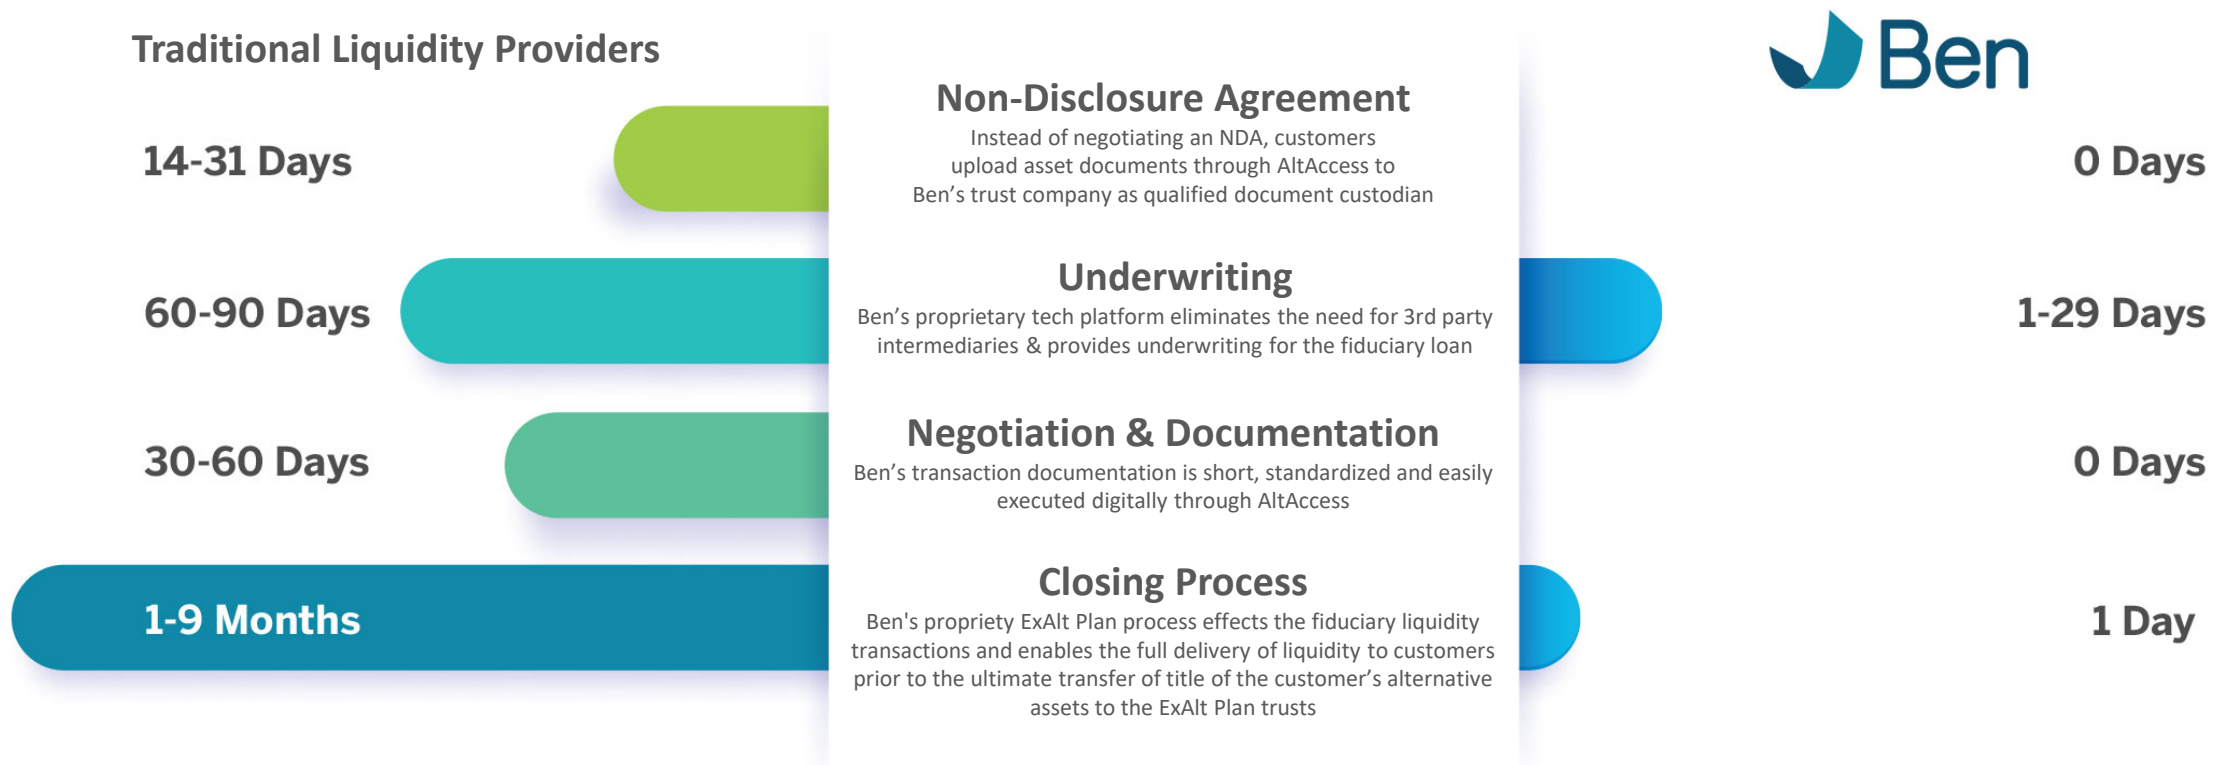 Traditional Liquidity Providers
Ben
Non-Disclosure Agreement
Instead of negotiating an NDA, customers
upload asset documents through AltAccess to
Ben’s trust company as qualified document custodian
14-31 Days
0 Days
Underwriting
Ben’s proprietary tech platform eliminates the need for 3rd party
intermediaries & provides underwriting for the fiduciary loan
60-90 Days
1-29 Days
Negotiation & Documentation
Ben’s transaction documentation is short, standardized and easily
executed digitally through AltAccess
30-60 Days
0 Days
Closing Process
Ben's propriety ExAlt Plan process effects the fiduciary liquidity
transactions and enables the full delivery of liquidity to customers
prior to the ultimate transfer of title of the customer’s alternative
assets to the ExAlt Plan trusts
1-9 Months
1 Day